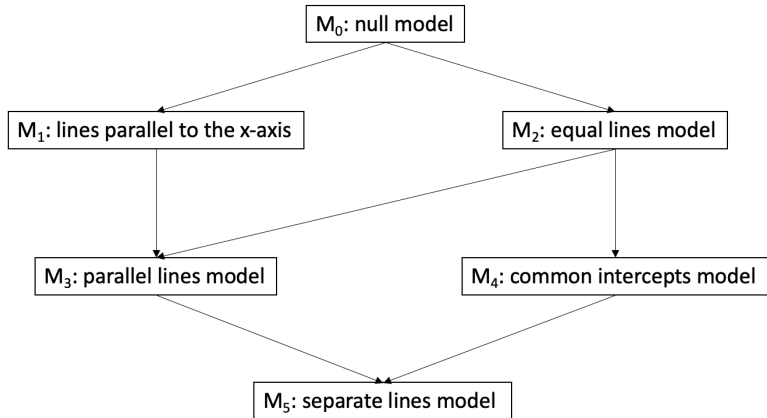 M₀: null model
M₁: lines parallel to the x-axis
M₂: equal lines model
M₃: parallel lines model
M₄: common intercepts model
M₅: separate lines model